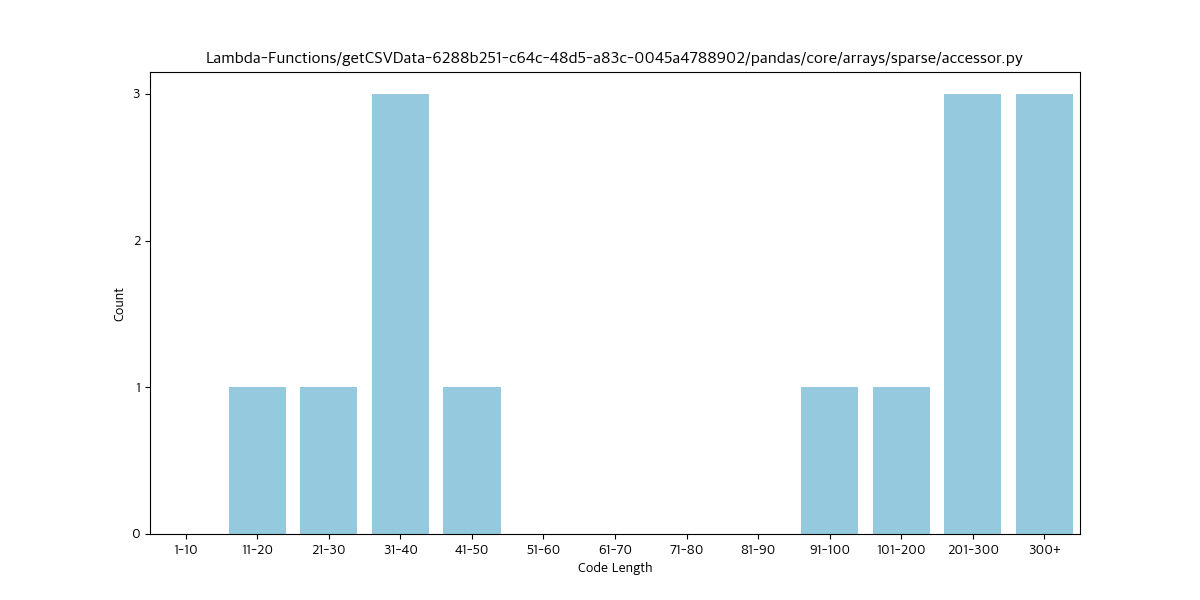 Lambda-Functions/getCSVData-6288b251-c64c-48d5-a83c-0045a4788902/pandas/core/arrays/sparse/accessor.py
3
2
1
0
Count
1-10 11-20 21-30 31-40 41-50 51-60 61-70 71-80 81-90 91-100 101-200 201-300 300+
Code Length